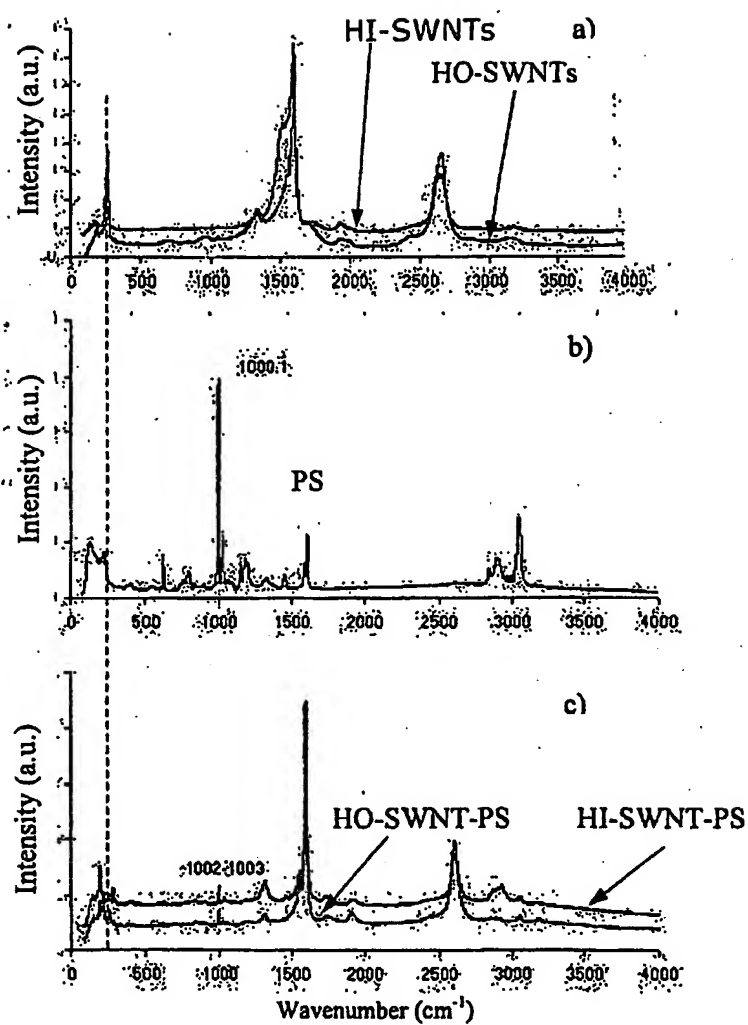 HI-SWNTs
a)
HO-SWNTs
Intensity (a.u.)
0 500 1000 1500 2000 2500 3000 3500 4000
b)
1000.1
PS
Intensity (a.u.)
0 500 1000 1500 2000 2500 3000 3500 4000
c)
HO-SWNT-PS HI-SWNT-PS
1002-1003
Intensity (a.u.)
0 500 1000 1500 2000 2500 3000 3500 4000
Wavenumber (cm⁻¹)